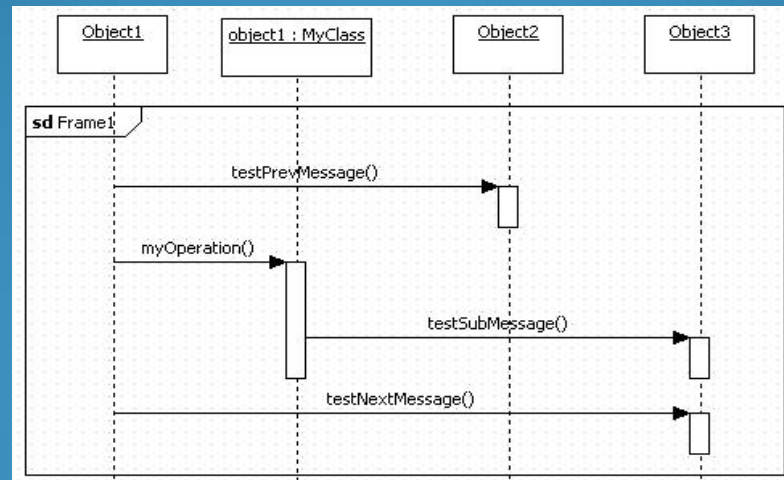 Object1
object1 : MyClass
Object2
Object3
sd Frame1
testPrevMessage()
myOperation()
testSubMessage()
testNextMessage()